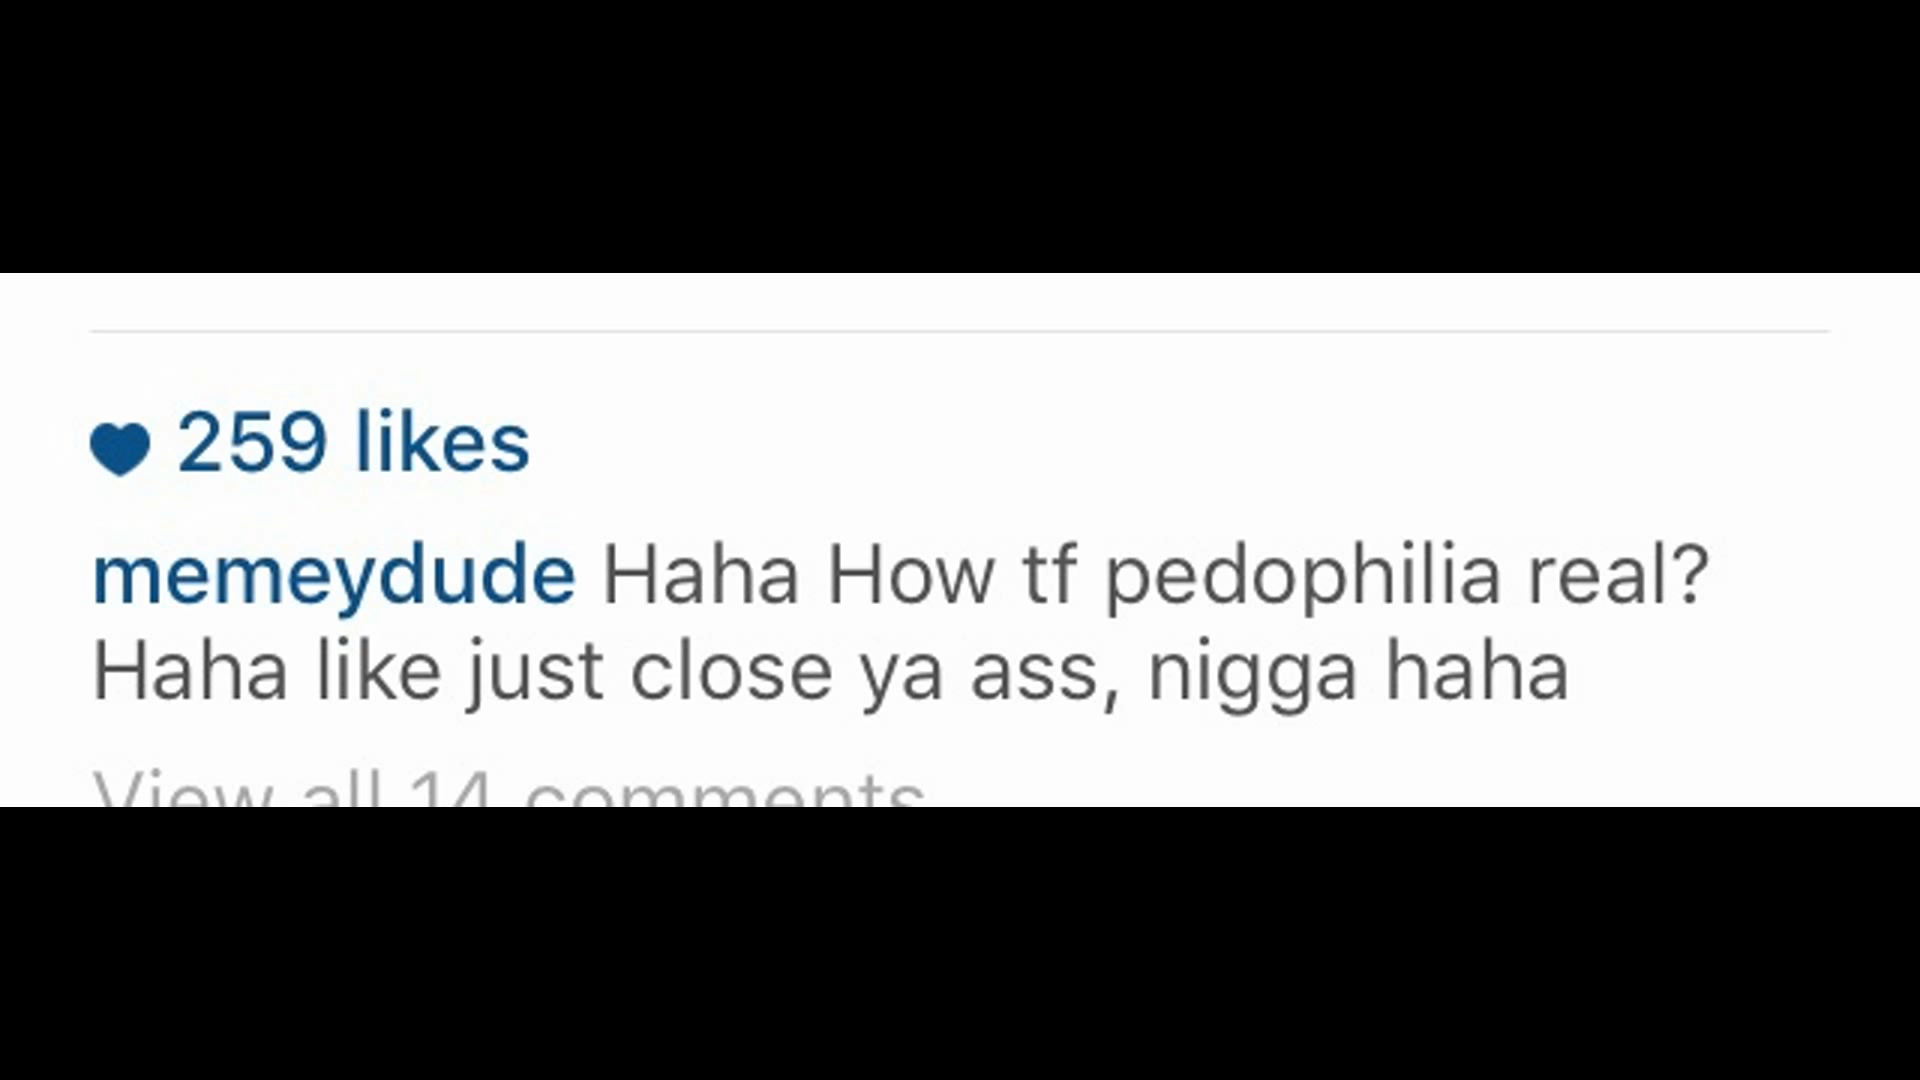 259 likes
memeydude Haha How tf pedophilia real?
Haha like just close ya ass, nigga haha
View all 14 comments